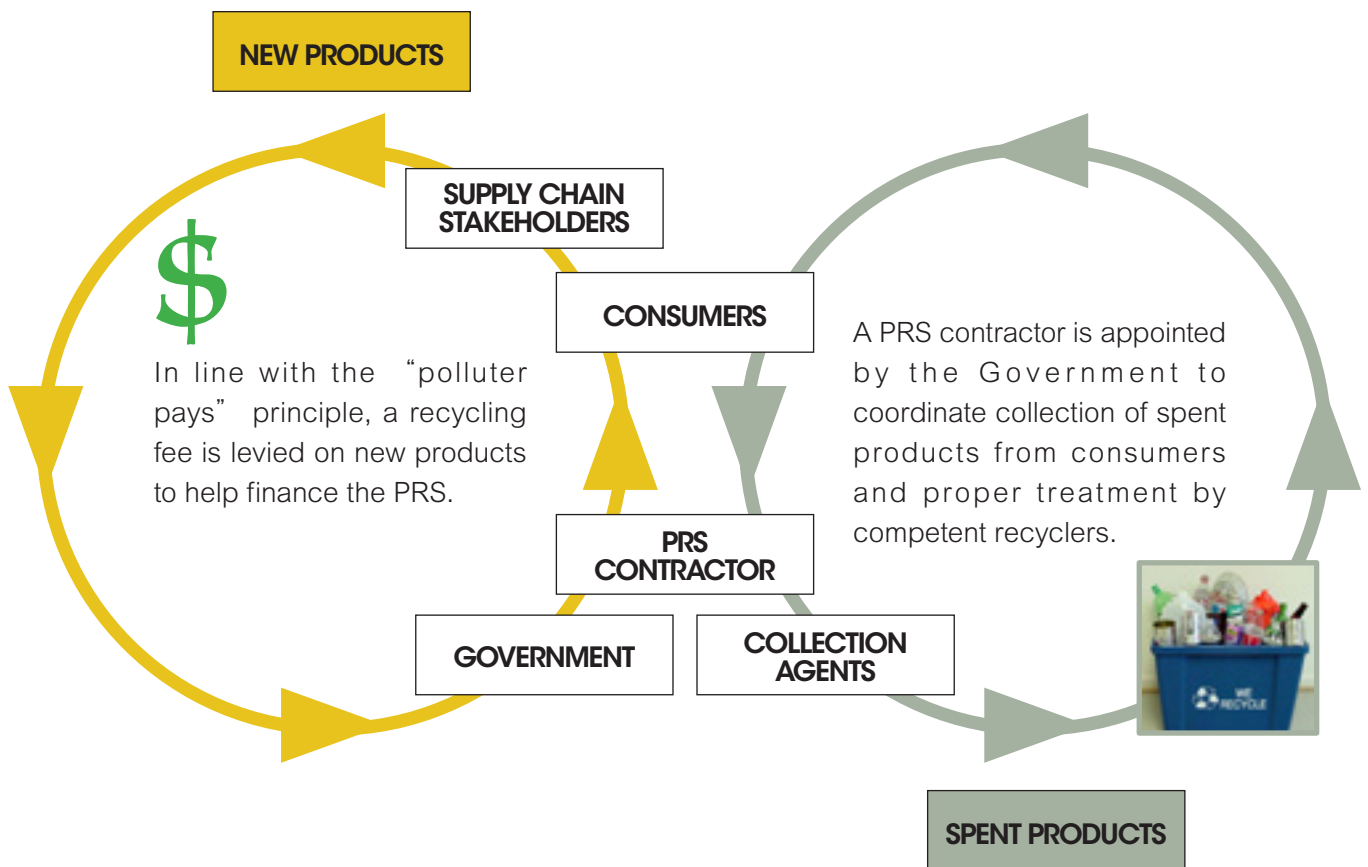 NEW PRODUCTS
SUPPLY CHAIN
STAKEHOLDERS
CONSUMERS
$
In line with the “polluter
pays” principle, a recycling
fee is levied on new products
to help finance the PRS.
A PRS contractor is appointed
by the Government to
coordinate collection of spent
products from consumers
and proper treatment by
competent recyclers.
PRS
CONTRACTOR
GOVERNMENT
COLLECTION
AGENTS
WE
RECYCLE
SPENT PRODUCTS